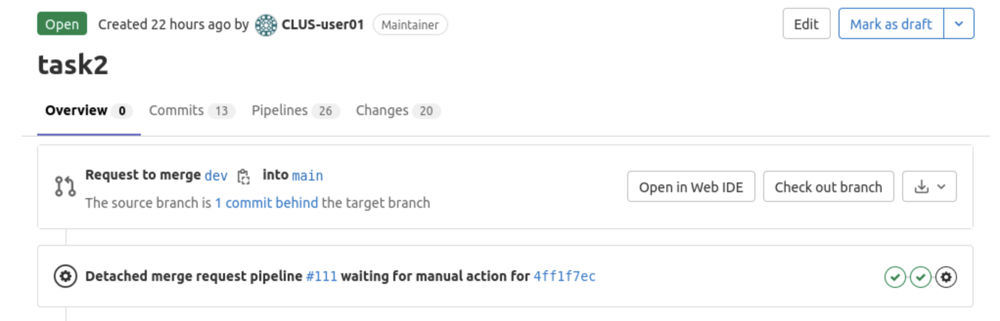 Open Created 22 hours ago by CLUS-user01 Maintainer Edit Mark as draft
task2
Overview 0 Commits 13 Pipelines 26 Changes 20
Request to merge dev into main
The source branch is 1 commit behind the target branch
Open in Web IDE Check out branch
Detached merge request pipeline #111 waiting for manual action for 4ff1f7ec